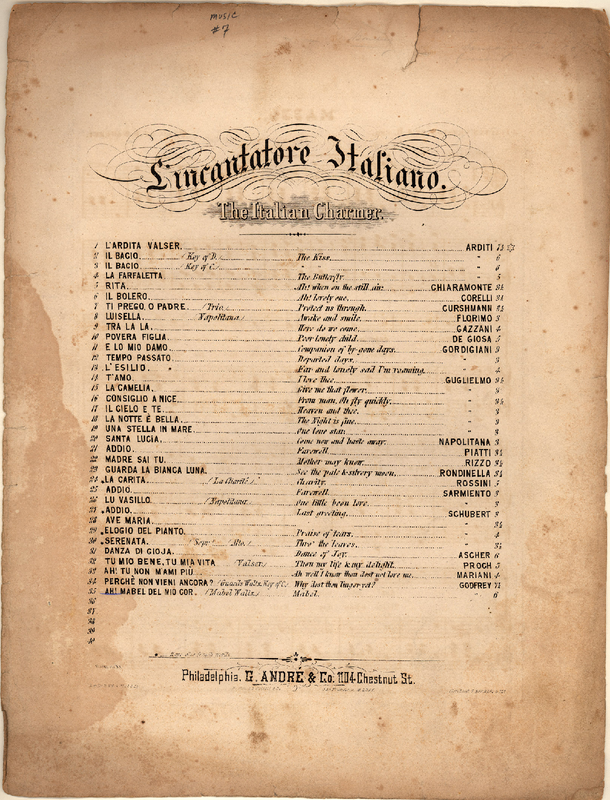 music
#7
L'incantatore Italiano.
The Italian Charmer.
1 L'ARDITA VALSER. ARDITI
2 IL BACIO. (Key of D.) The Kiss. " 6
3 IL BACIO. (Key of C.) " " 6
4 LA FARFALETTA. The Butterfly. " 5
5 RITA. Ah! when on the still air. CHIARAMONTE 3½
6 IL BOLERO. Ah! lovely one. CORELLI 3½
7 TI PREGO, O PADRE. (Trio.) Protect us through. CURSHMANN
8 LUISELLA. (Napolitana.) Awake and smile. FLORIMO 3
9 TRA LA LA. Here do we come. GAZZANI 4
10 POVERA FIGLIA. Poor lonely child. DE GIOSA 5
11 E LO MIO DAMO. Companion of by-gone days. GORDIGIANI 3
12 TEMPO PASSATO. Departed days. " 3
13 L'ESILIO. Far and lonely sad I'm roaming. " 4
14 T'AMO. I love thee. GUGLIELMO 3½
15 LA CAMELIA. Give me that flower. " 3
16 CONSIGLIO A NICE. From man, Oh fly quickly. " 3½
17 IL CIELO E TE. Heaven and thee. " 3
18 LA NOTTE È BELLA. The Night is fine. " 3
19 UNA STELLA IN MARE. One lone star. " 3
20 SANTA LUCIA. Come now and haste away. NAPOLITANA 3
21 ADDIO. Farewell. PIATTI 3½
22 MADRE SAI TU. Mother may know. RIZZO 3½
23 GUARDA LA BIANCA LUNA. See the pale & silvery moon. RONDINELLA 3½
24 LA CARITA. (La Charité.) Charity. ROSSINI 5
25 ADDIO. Farewell. SARMIENTO 3
26 LU VASILLO. (Napolitana.) One little boon love. " 3
27 ADDIO. Last greeting. SCHUBERT 3
28 AVE MARIA. " 3½
29 ELOGIO DEL PIANTO. Praise of tears. " 4
30 SERENATA. (Sop: Alto.) Thro' the leaves. " 3½
31 DANZA DI GIOJA. Dance of Joy. ASCHER 6
32 TU MIO BENE, TU MIA VITA (Valser.) Thou my life & my delight. PROCH 5
33 AH! TU NON M'AMI PIÙ. Ah well I know thou dost not love me. MARIANI 4
34 PERCHÈ NON VIENI ANCORA? (Guards Waltz, Key of C.) Why dost thou linger yet? GODFREY
35 AH! MABEL DEL MIO COR. (Mabel Waltz.) Mabel. 6
36
37
38
39
40
Philadelphia. G. ANDRE & Co. 1104 Chestnut St.